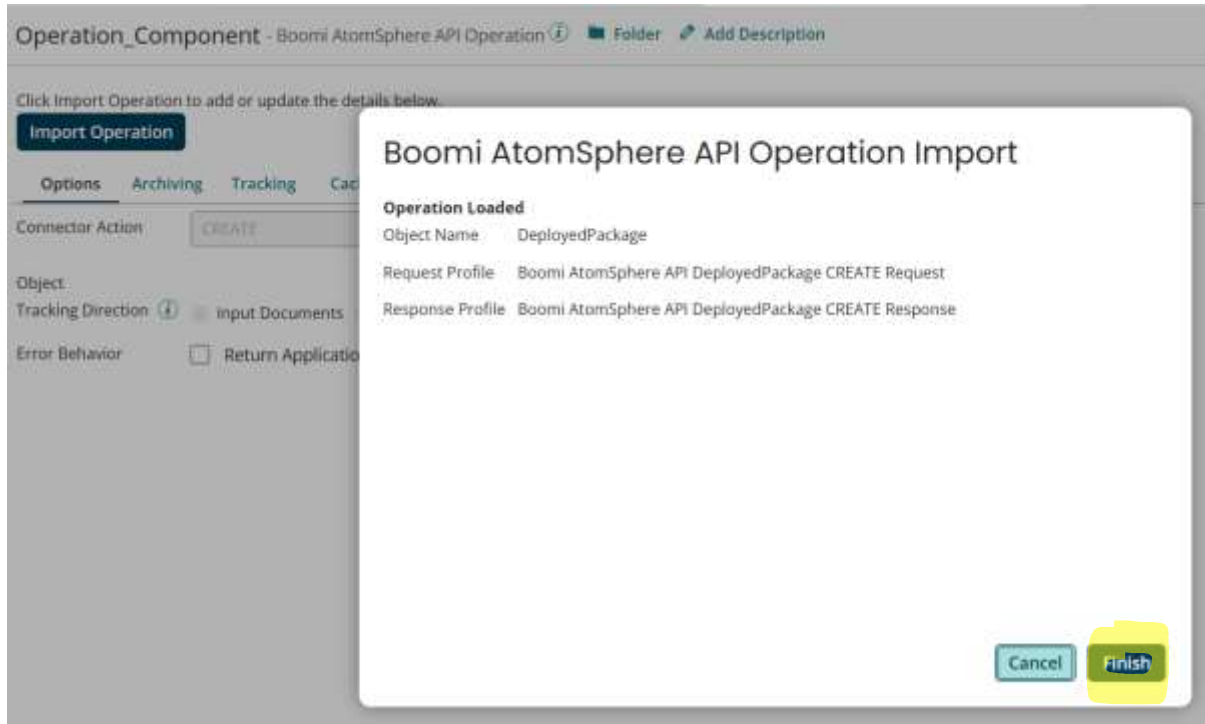 Operation_Component - Boomi AtomSphere API Operation i Folder Add Description
Click Import Operation to add or update the details below.
Import Operation
Options Archiving Tracking Cac
Connector Action CREATE
Object
Tracking Direction i Input Documents
Error Behavior Return Applicatio
Boomi AtomSphere API Operation Import
Operation Loaded
Object Name DeployedPackage
Request Profile Boomi AtomSphere API DeployedPackage CREATE Request
Response Profile Boomi AtomSphere API DeployedPackage CREATE Response
Cancel Finish